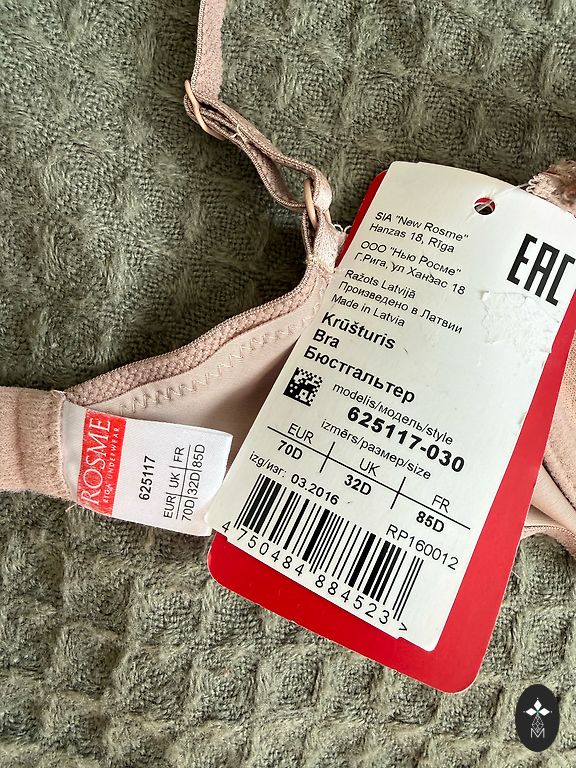 SIA "New Rosme"
Hanzas 18, Rīga
ООО "Нью Росме"
Г.Рига, ул Ханзас 18
Ražots Latvijā
Произведено в Латвии
Made in Latvia
EAC
Krūšturis
Bra
Бюстгальтер
modelis/модель/style
625117-030
izmērs/размер/size
EUR UK FR
70D 32D 85D
izg/изг: 03.2016
RP160012
4 750484 884523 >
ROSME
RIGA UNDERWEAR
625117
EUR UK FR
70D 32D 85D
M